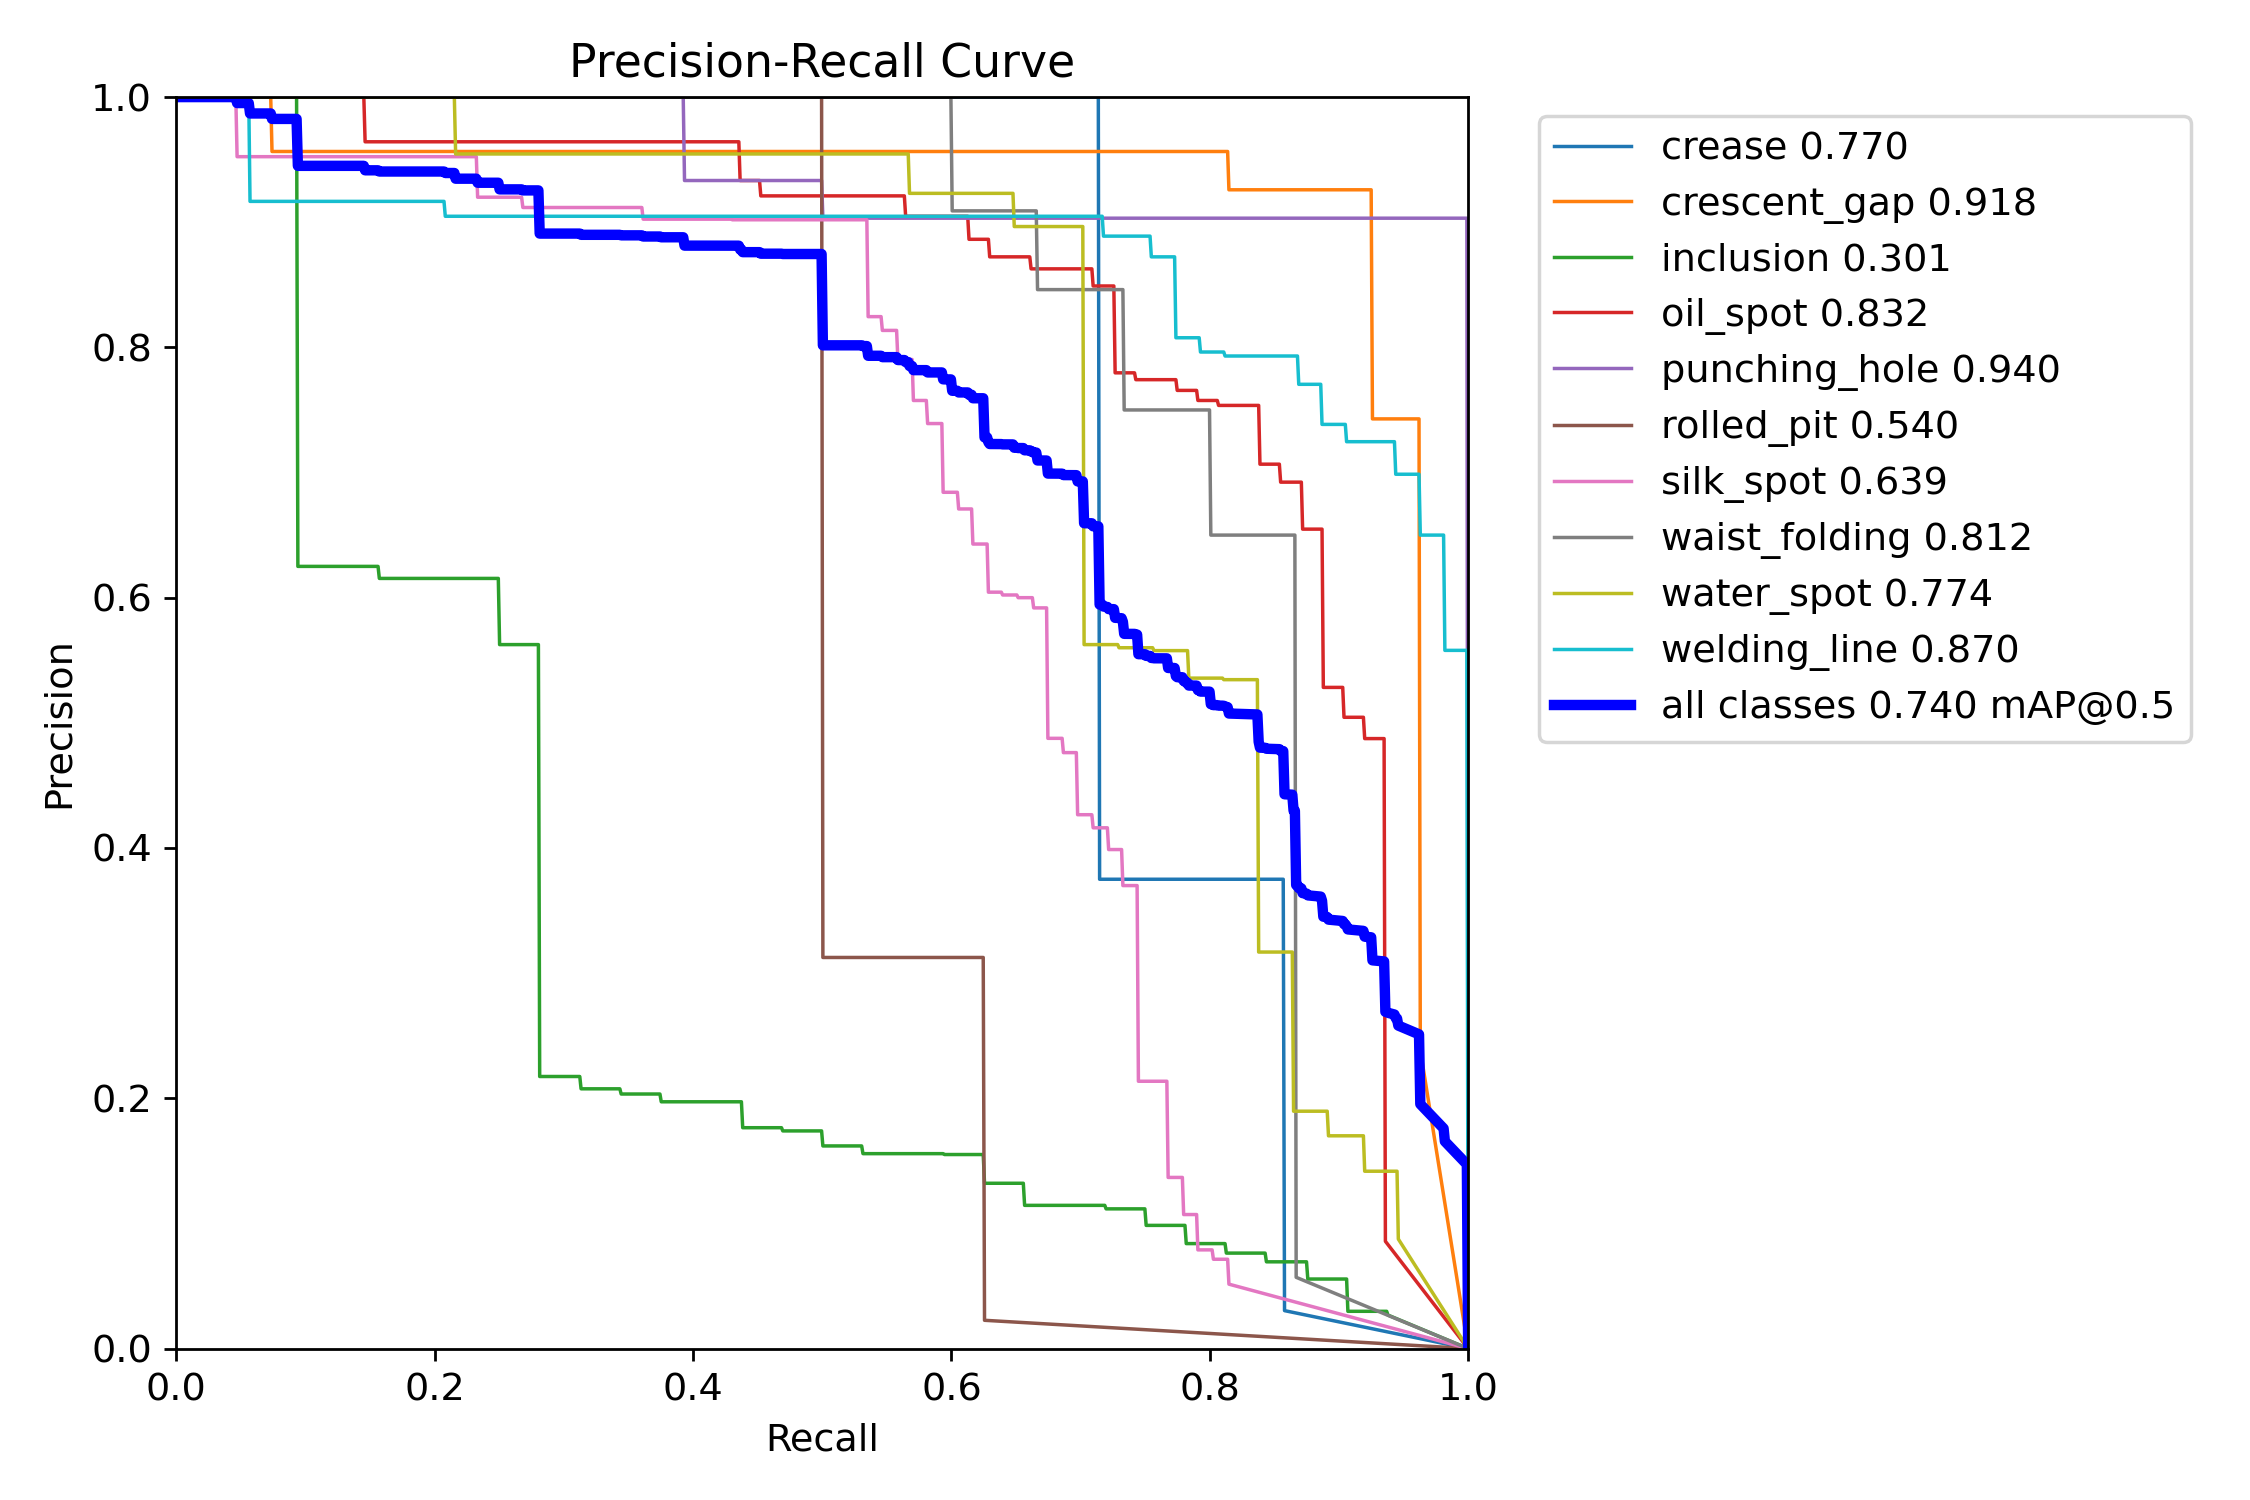 Precision-Recall Curve
1.0
0.8
0.6
0.4
0.2
0.0
Precision
0.0 0.2 0.4 0.6 0.8 1.0
Recall
crease 0.770
crescent_gap 0.918
inclusion 0.301
oil_spot 0.832
punching_hole 0.940
rolled_pit 0.540
silk_spot 0.639
waist_folding 0.812
water_spot 0.774
welding_line 0.870
all classes 0.740 mAP@0.5